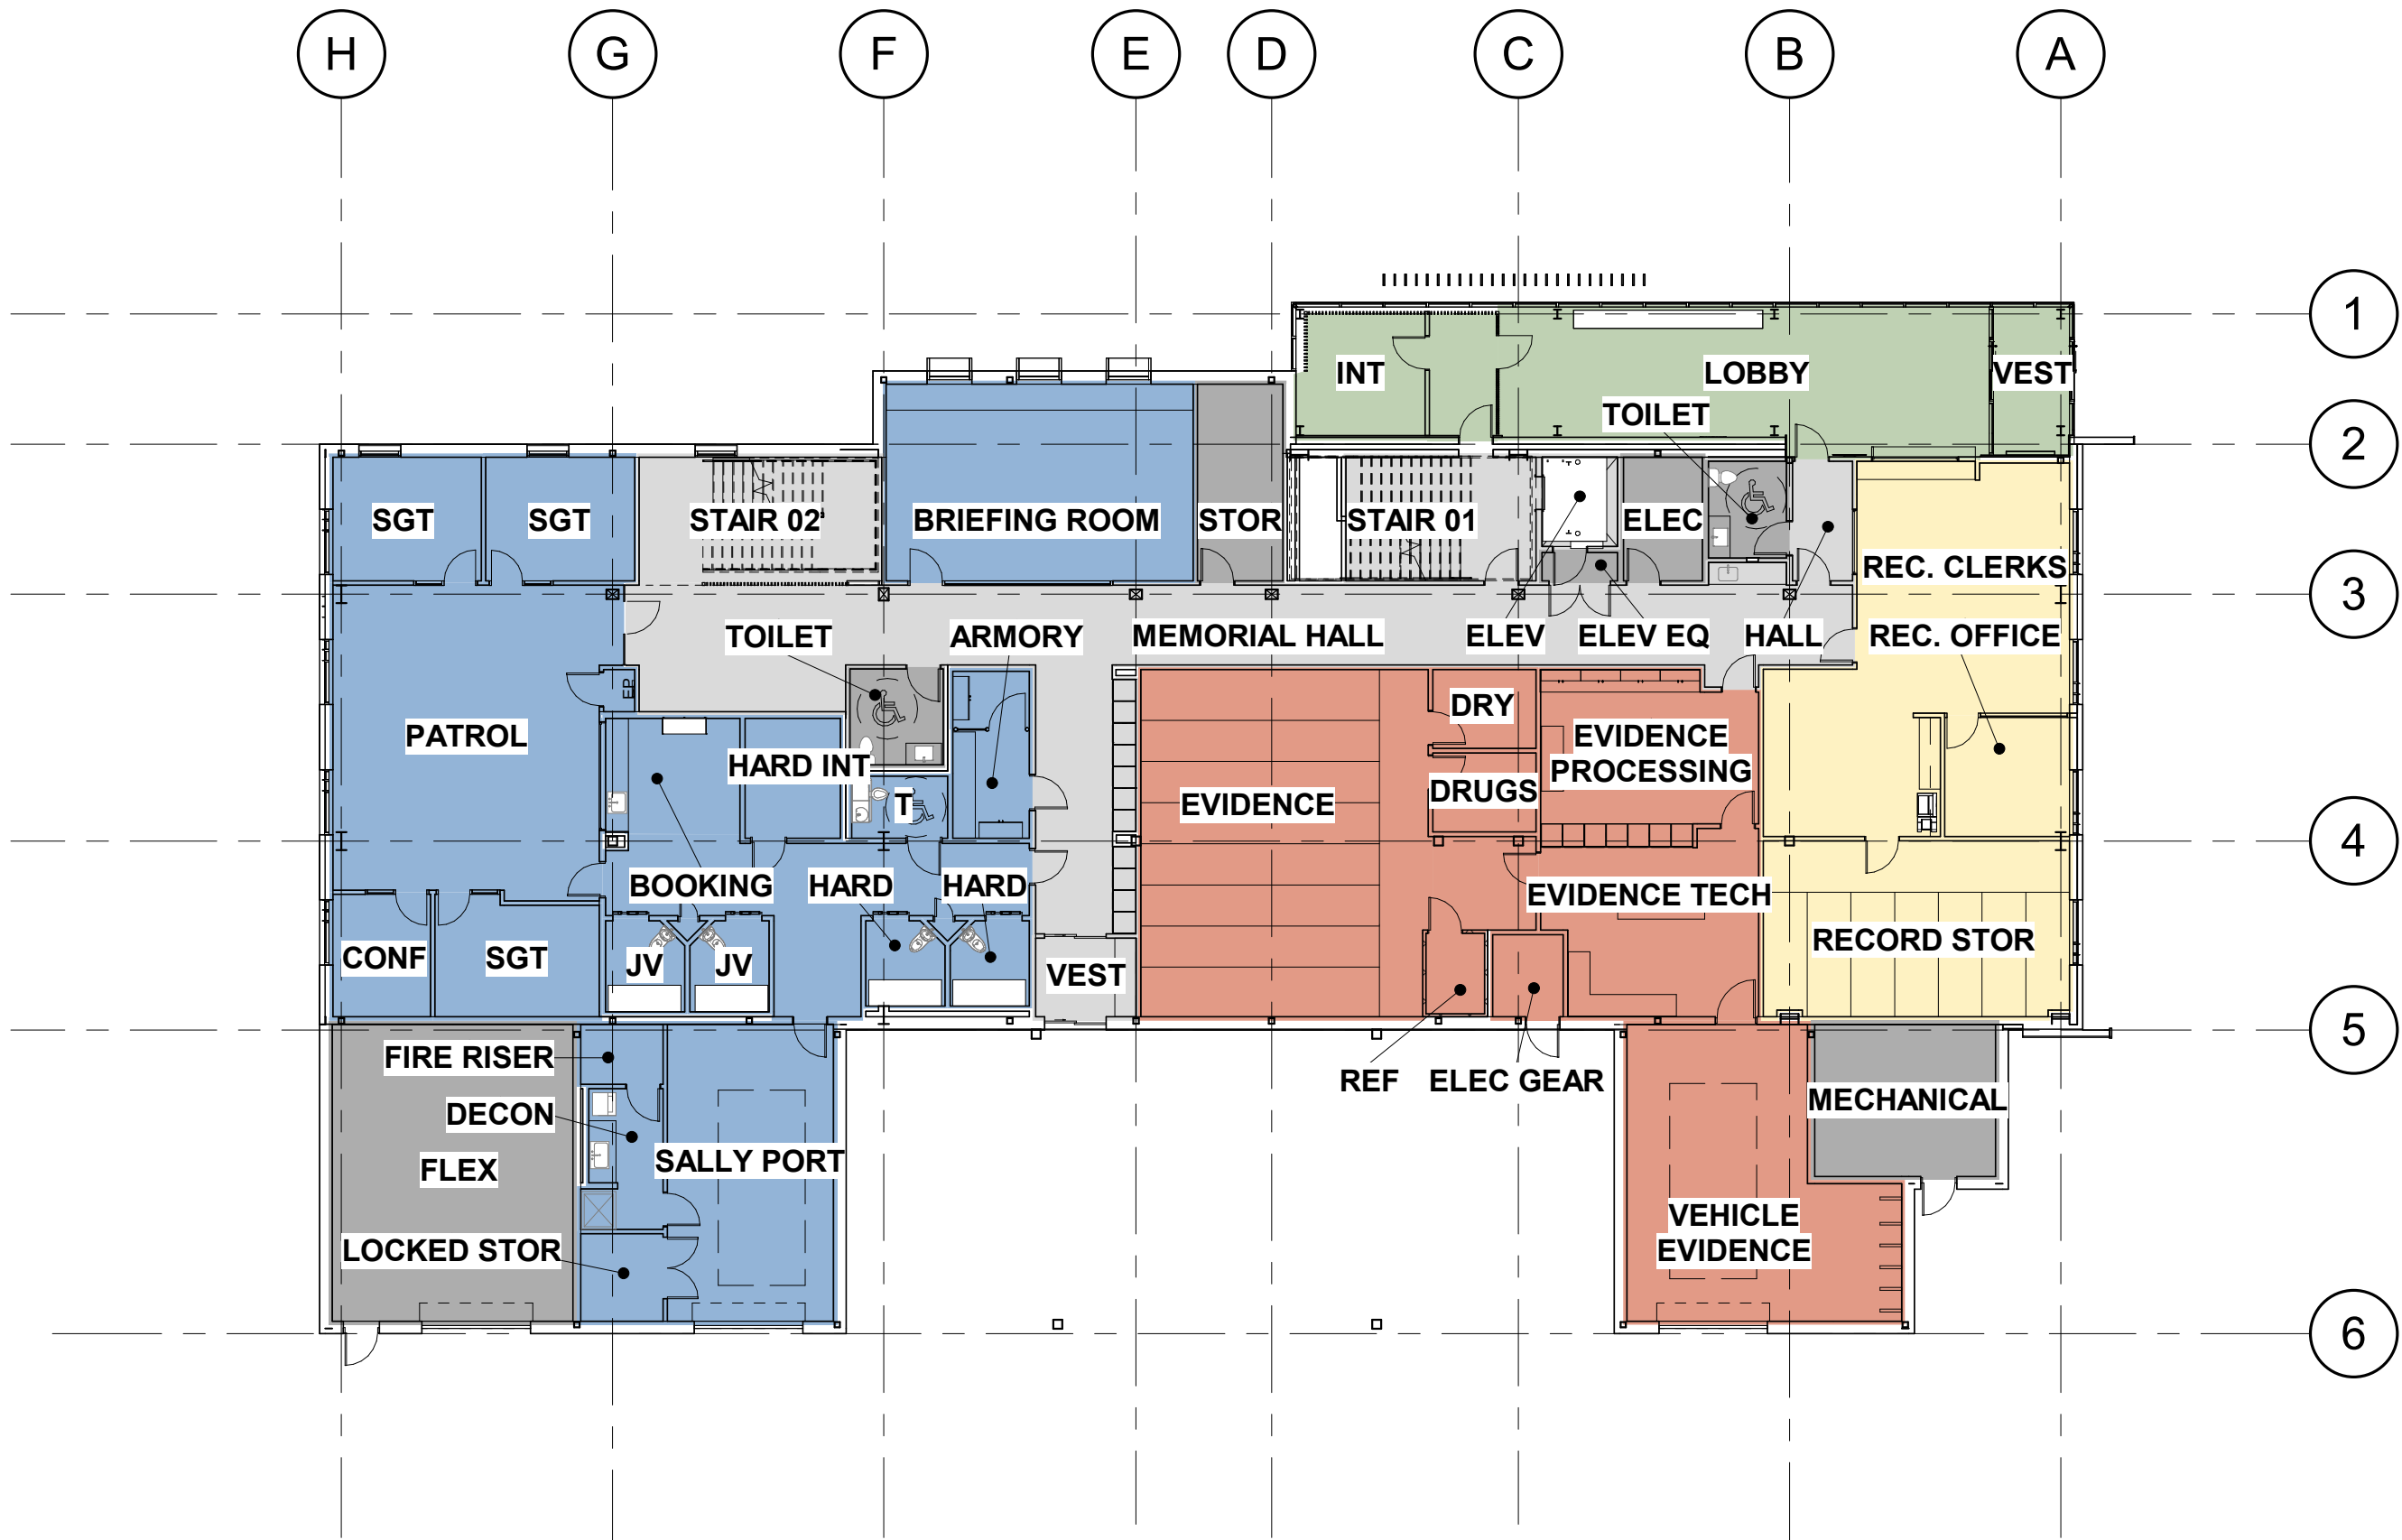 H G F E D C B A
1
INT LOBBY VEST
TOILET
2
SGT SGT STAIR 02 BRIEFING ROOM STOR STAIR 01 ELEC
REC. CLERKS
3
TOILET ARMORY MEMORIAL HALL ELEV ELEV EQ HALL REC. OFFICE
EP
DRY
PATROL EVIDENCE
HARD INT PROCESSING
T EVIDENCE DRUGS
4
BOOKING HARD HARD EVIDENCE TECH
RECORD STOR
CONF SGT JV JV VEST
5
FIRE RISER
REF ELEC GEAR
DECON MECHANICAL
SALLY PORT
FLEX
VEHICLE
LOCKED STOR EVIDENCE
6